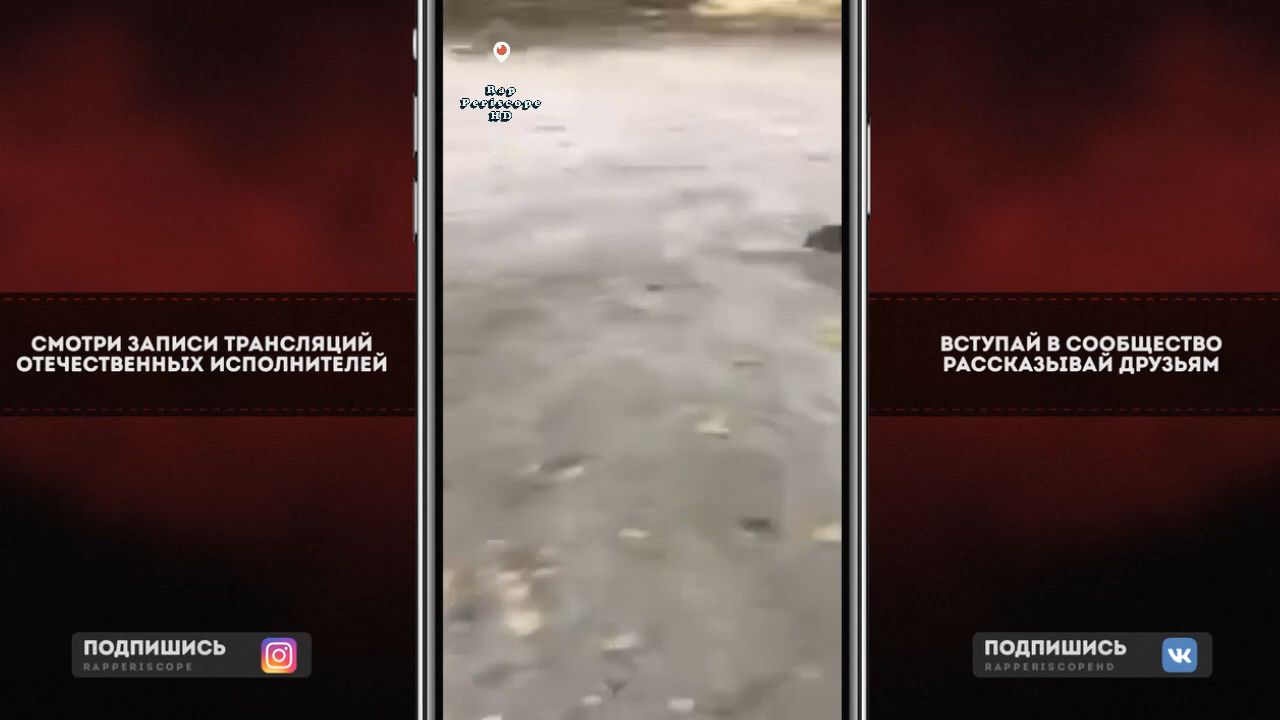 Rap
Periscope
HD
СМОТРИ ЗАПИСИ ТРАНСЛЯЦИЙ
ОТЕЧЕСТВЕННЫХ ИСПОЛНИТЕЛЕЙ
ВСТУПАЙ В СООБЩЕСТВО
РАССКАЗЫВАЙ ДРУЗЬЯМ
ПОДПИШИСЬ
RAPPERISCOPE
ПОДПИШИСЬ
RAPPERISCOPEHD